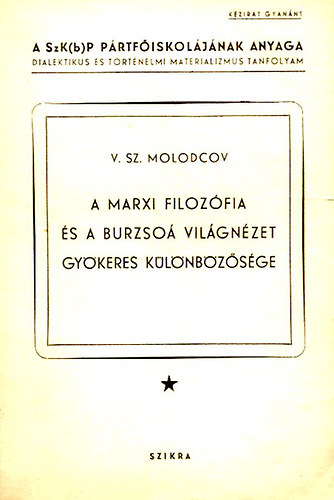 KÉZIRAT GYANÁNT
A SzK(b)P PÁRTFŐISKOLÁJÁNAK ANYAGA
DIALEKTIKUS ÉS TÖRTÉNELMI MATERIALIZMUS TANFOLYAM
V. SZ. MOLODCOV
A MARXI FILOZÓFIA
ÉS A BURZSOÁ VILÁGNÉZET
GYÖKERES KÜLÖNBÖZŐSÉGE
SZIKRA